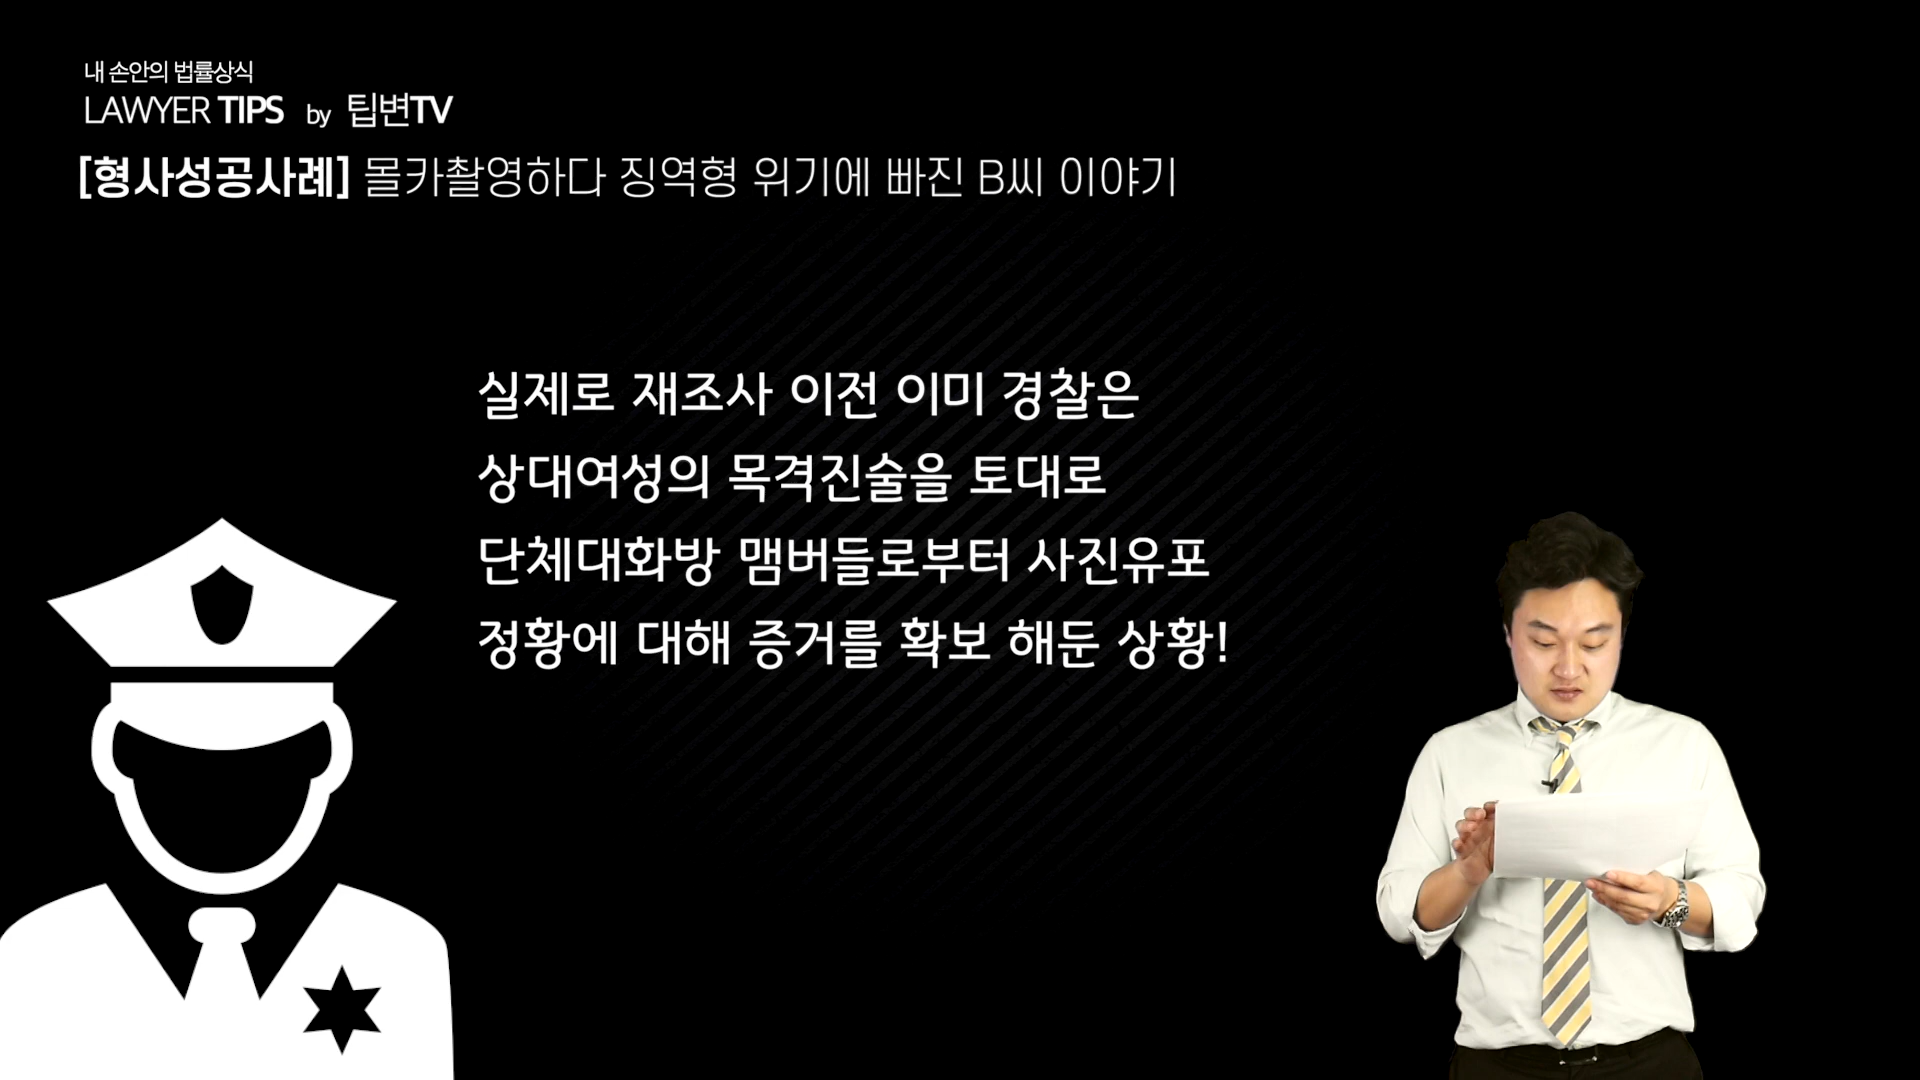 내 손안의 법률상식
LAWYER TIPS by 팁변TV
[형사성공사례] 몰카촬영하다 징역형 위기에 빠진 B씨 이야기
실제로 재조사 이전 이미 경찰은
상대여성의 목격진술을 토대로
단체대화방 맴버들로부터 사진유포
정황에 대해 증거를 확보 해둔 상황!